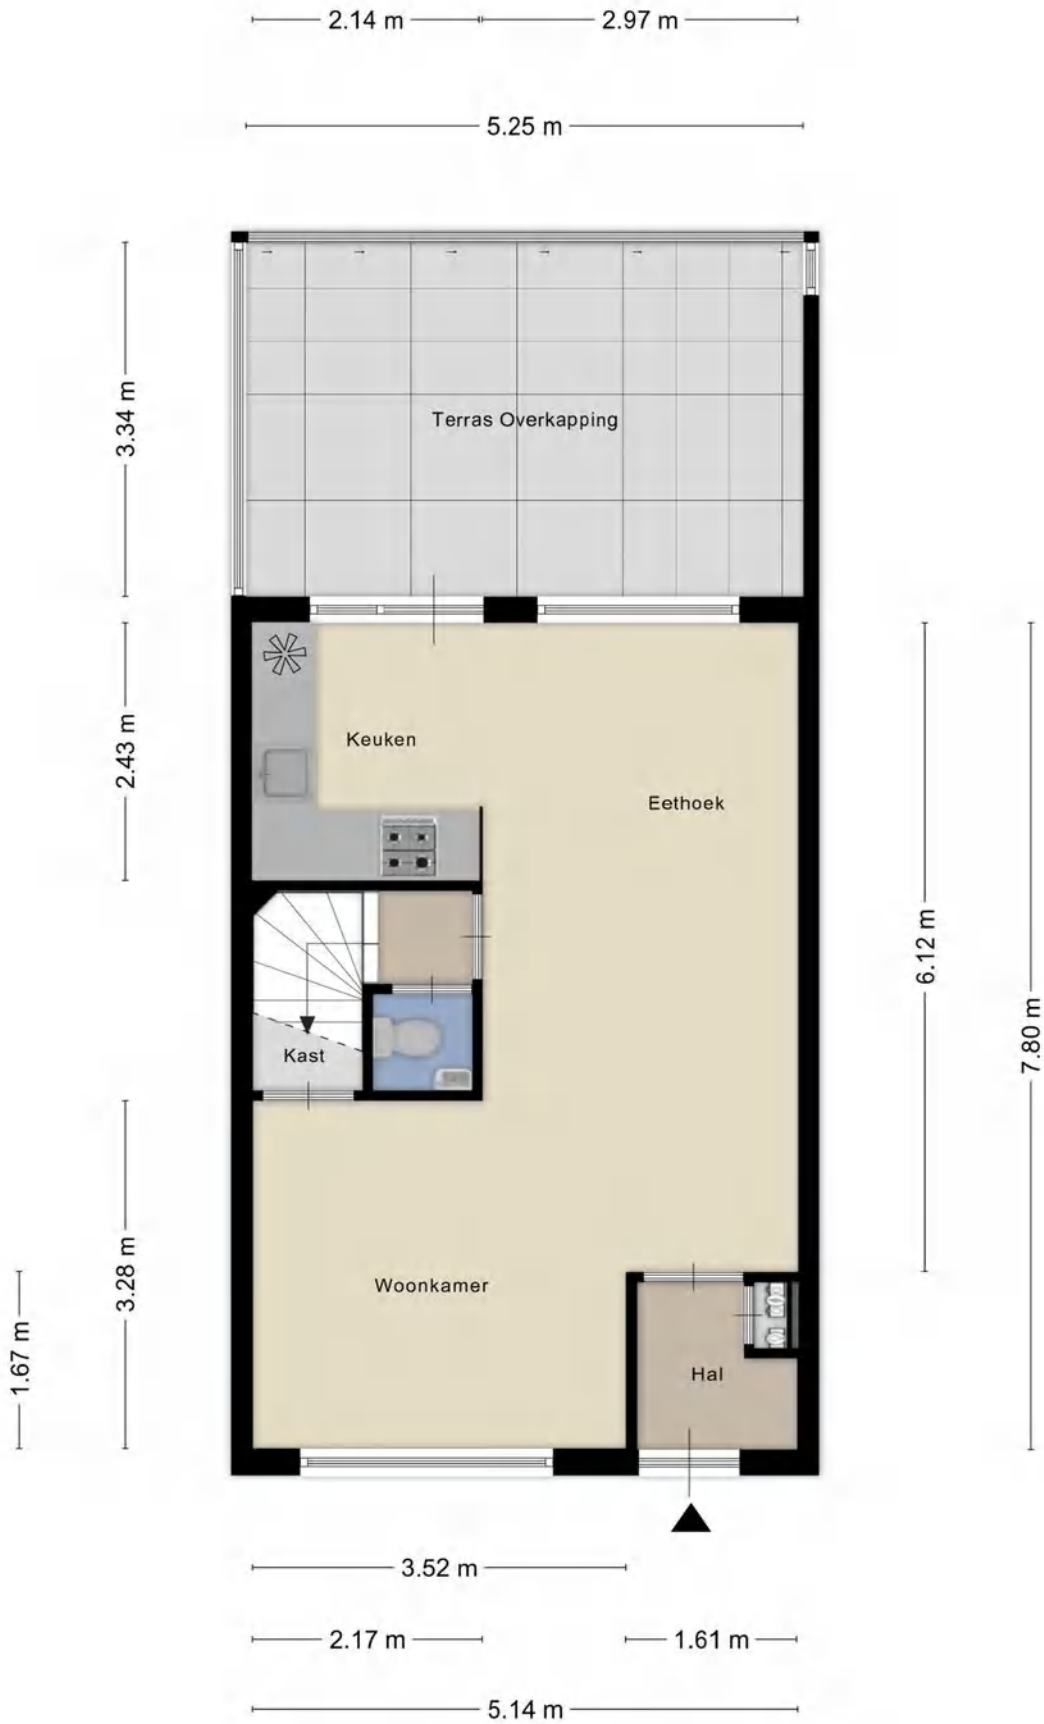 2.14 m 2.97 m
5.25 m
3.34 m
Terras Overkapping
2.43 m
Keuken
Eethoek
6.12 m
7.80 m
Kast
3.28 m
Woonkamer
1.67 m
Hal
3.52 m
2.17 m 1.61 m
5.14 m